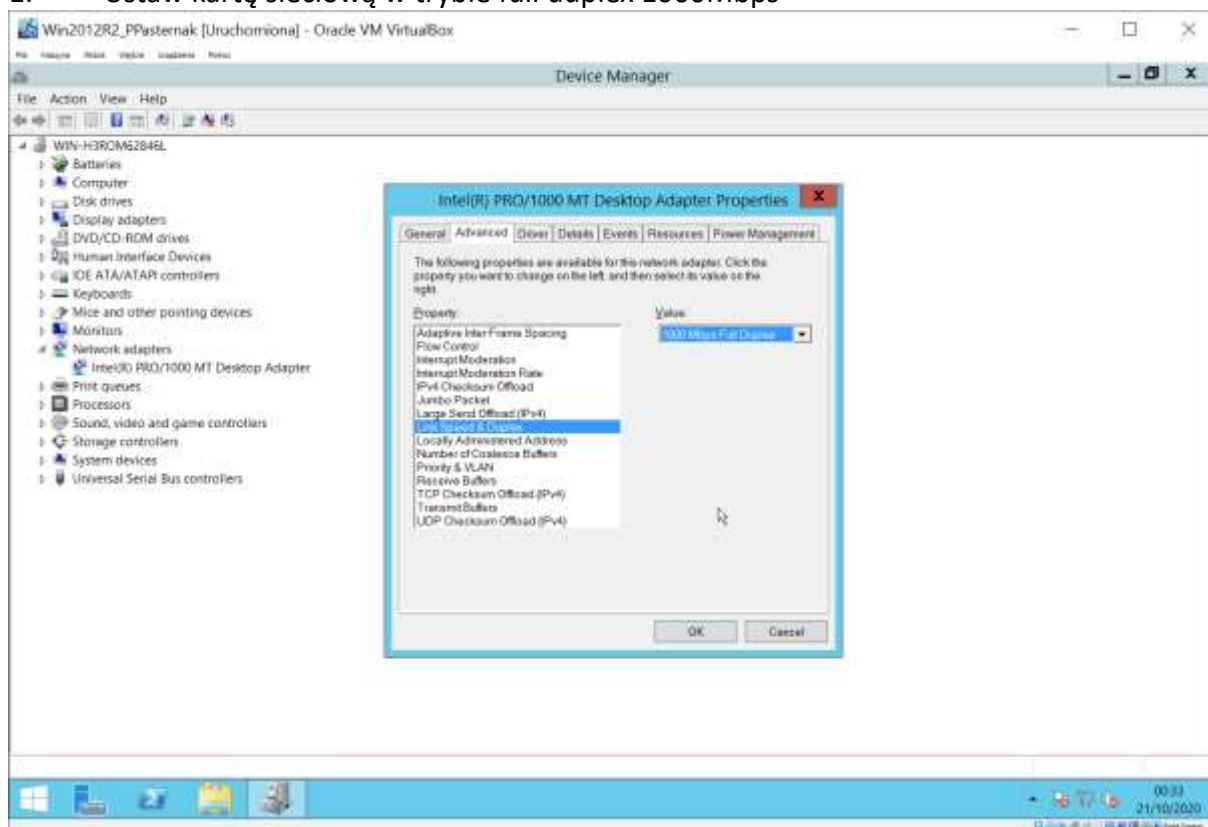 Ustaw kartę sieciową w trybie full duplex 1000Mbps
Win2012R2_PPasternak [Uruchomiona] - Oracle VM VirtualBox
Device Manager
File Action View Help
WIN-H3ROM62846L
Batteries
Computer
Disk drives
Display adapters
DVD/CD-ROM drives
Human Interface Devices
IDE ATA/ATAPI controllers
Keyboards
Mice and other pointing devices
Monitors
Network adapters
Intel(R) PRO/1000 MT Desktop Adapter
Print queues
Processors
Sound, video and game controllers
Storage controllers
System devices
Universal Serial Bus controllers
Intel(R) PRO/1000 MT Desktop Adapter Properties
General Advanced Driver Details Events Resources Power Management
The following properties are available for this network adapter. Click the
property you want to change on the left, and then select its value on the
right.
Property: Value:
Adaptive Inter-Frame Spacing
1000 Mbps Full Duplex
Flow Control
Interrupt Moderation
Interrupt Moderation Rate
IPv4 Checksum Offload
Jumbo Packet
Large Send Offload (IPv4)
Link Speed & Duplex
Locally Administered Address
Number of Coalesce Buffers
Priority & VLAN
Receive Buffers
TCP Checksum Offload (IPv4)
Transmit Buffers
UDP Checksum Offload (IPv4)
OK Cancel
00:33
21/10/2020